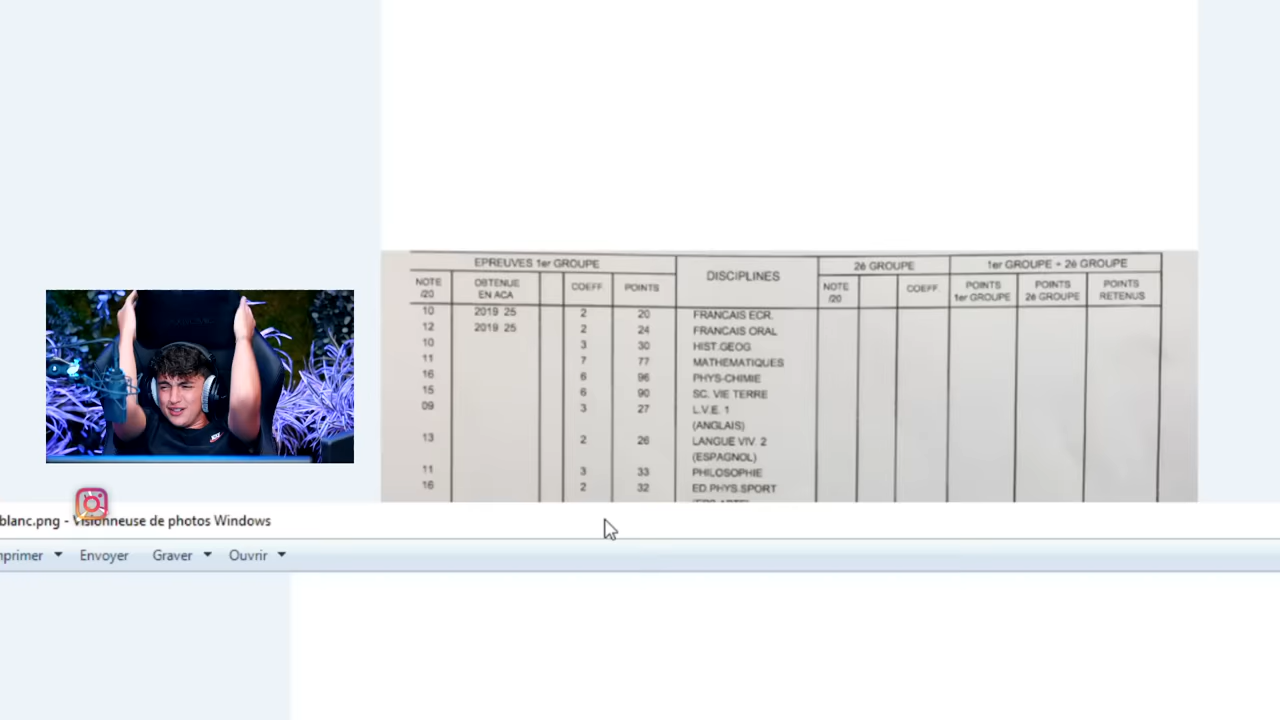 EPREUVES 1er GROUPE DISCIPLINES 2è GROUPE 1er GROUPE - 2è GROUPE
NOTE /20 OBTENUE EN ACA COEFF POINTS NOTE /20 COEFF. POINTS 1er GROUPE POINTS 2è GROUPE POINTS RETENUS
10 2019 25 2 20 FRANCAIS ECR.
12 2019 25 2 24 FRANCAIS ORAL
10 3 30 HIST.GEOG
11 7 77 MATHEMATIQUES
16 6 96 PHYS-CHIMIE
15 6 90 SC. VIE TERRE
09 3 27 L.V.E. 1
(ANGLAIS)
13 2 26 LANGUE VIV. 2
(ESPAGNOL)
11 3 33 PHILOSOPHIE
16 2 32 ED.PHYS.SPORT
blanc.png - Visionneuse de photos Windows
mprimer Envoyer Graver Ouvrir